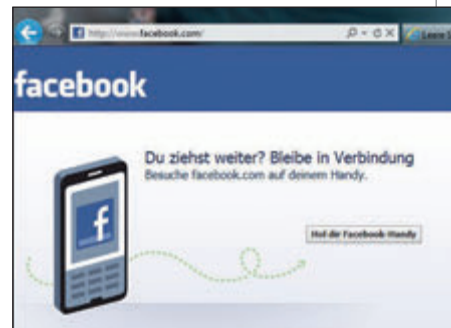 http://www.facebook.com/
facebook
Du ziehst weiter? Bleibe in Verbindung
Besuche facebook.com auf deinem Handy.
Hol dir Facebook Handy
f